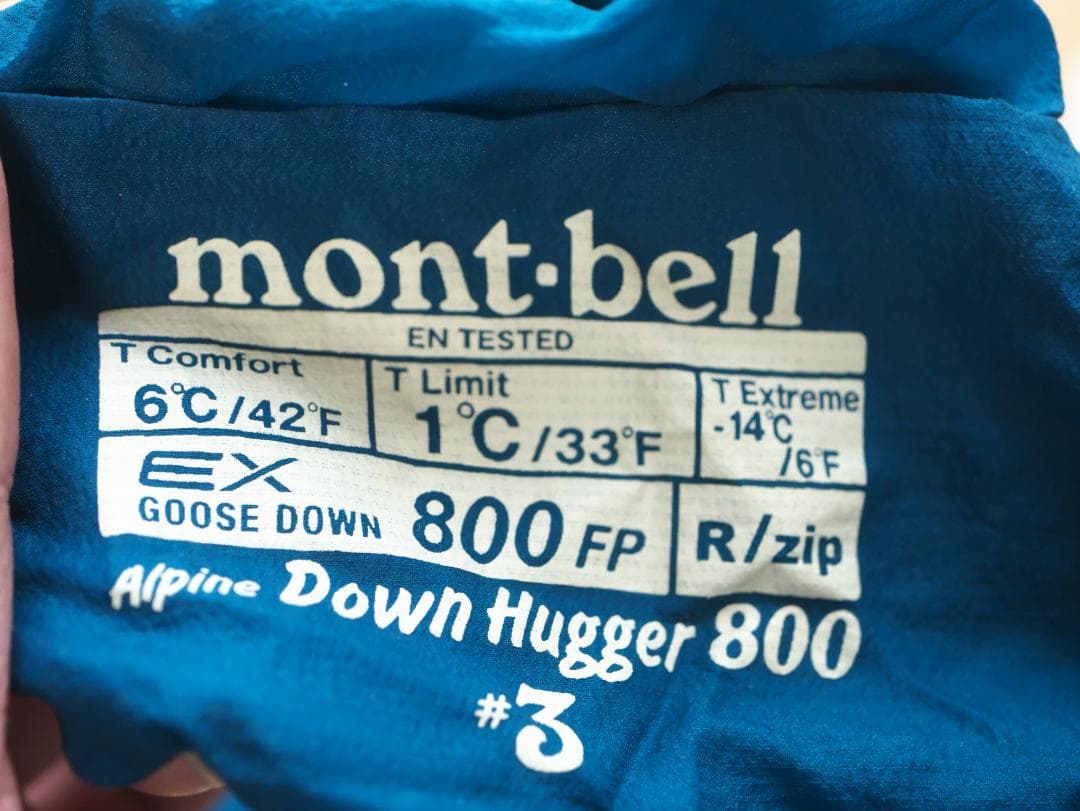 mont·bell
EN TESTED
T Comfort
6℃/42°F
T Limit
1℃/33°F
T Extreme
-14℃
/6°F
EX
GOOSE DOWN 800 FP
R/zip
Alpine Down Hugger 800
#3